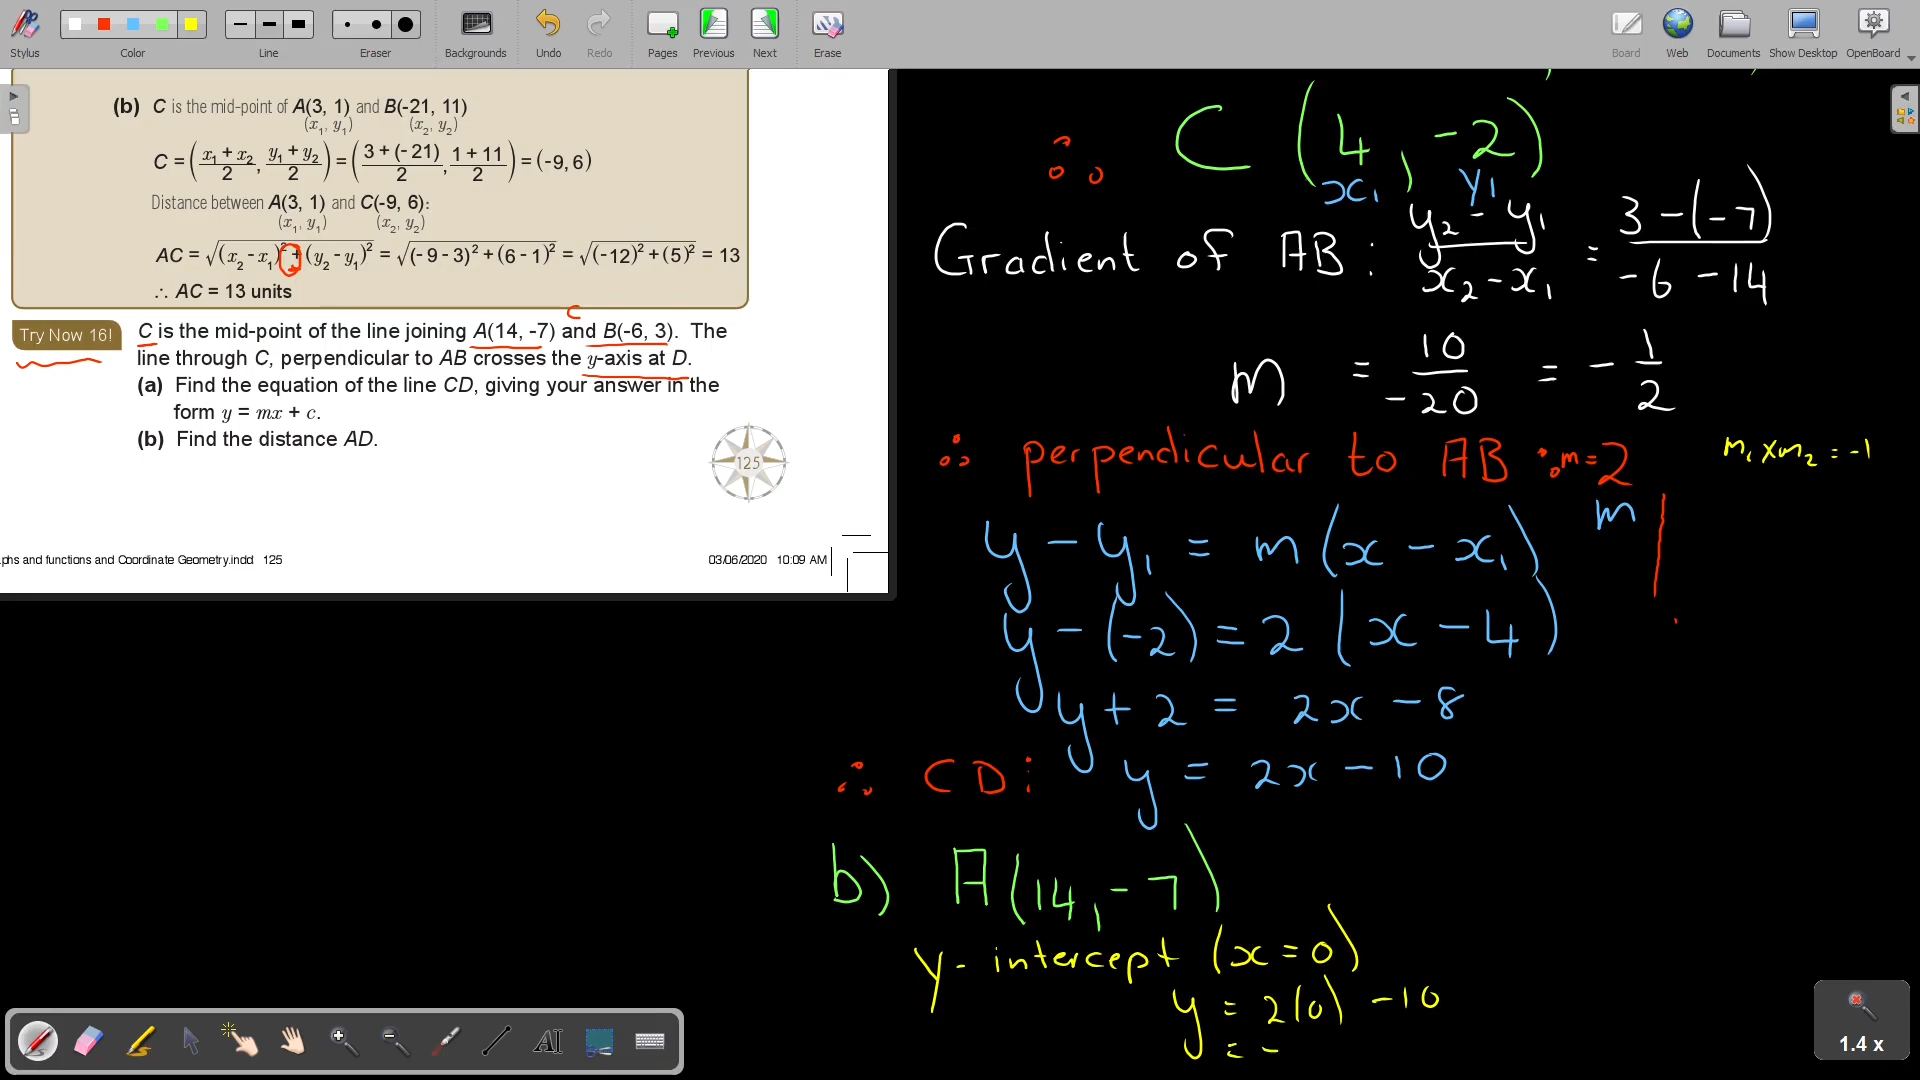 Stylus Color Line Eraser Backgrounds Undo Redo Pages Previous Next Erase Board Web Documents Show Desktop OpenBoard
(b) C is the mid-point of A(3, 1) and B(-21, 11)
(x₁, y₁) (x₂, y₂)
C = ((x₁ + x₂)/2, (y₁ + y₂)/2) = ((3 + (-21))/2, (1 + 11)/2) = (-9, 6)
Distance between A(3, 1) and C(-9, 6):
(x₁, y₁) (x₂, y₂)
AC = √((x₂ - x₁)² + (y₂ - y₁)²) = √((-9 - 3)² + (6 - 1)²) = √((-12)² + (5)²) = 13
∴ AC = 13 units
C
Try Now 16! C is the mid-point of the line joining A(14, -7) and B(-6, 3). The
line through C, perpendicular to AB crosses the y-axis at D.
(a) Find the equation of the line CD, giving your answer in the
form y = mx + c.
(b) Find the distance AD.
125
phs and functions and Coordinate Geometry.indd 125 03/06/2020 10:09 AM
∴ C (4, -2)
x₁ y₁
Gradient of AB: (y₂ - y₁)/(x₂ - x₁) = (3 - (-7))/(-6 - 14)
m = 10/-20 = -1/2
∴ perpendicular to AB ∴ m = 2
m₁ x m₂ = -1
m
y - y₁ = m(x - x₁)
y - (-2) = 2(x - 4)
y + 2 = 2x - 8
∴ CD: y = 2x - 10
b) A(14, -7)
y-intercept (x = 0)
y = 2(0) - 10
= -
1.4 x